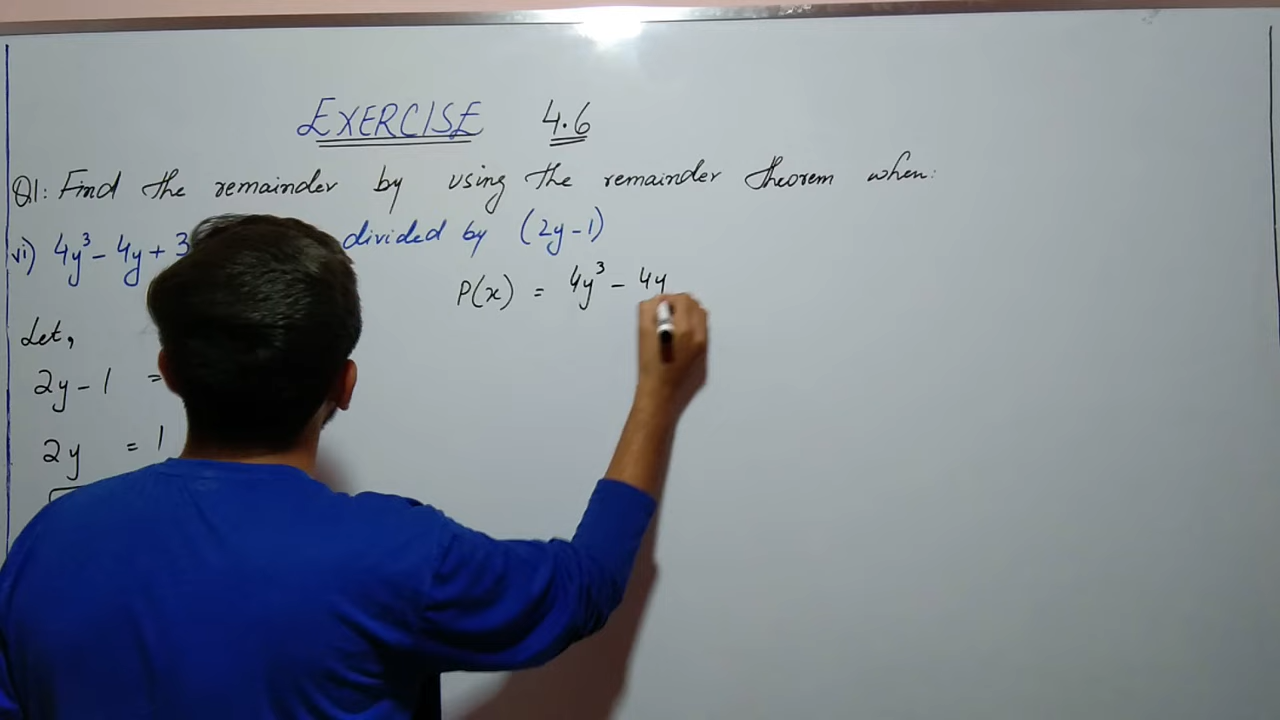 EXERCISE 4.6
Q1: Find the remainder by using the remainder theorem when:
vi) 4y³ - 4y + 3 divided by (2y-1)
P(x) = 4y³ - 4y
Let,
2y - 1 =
2y = 1